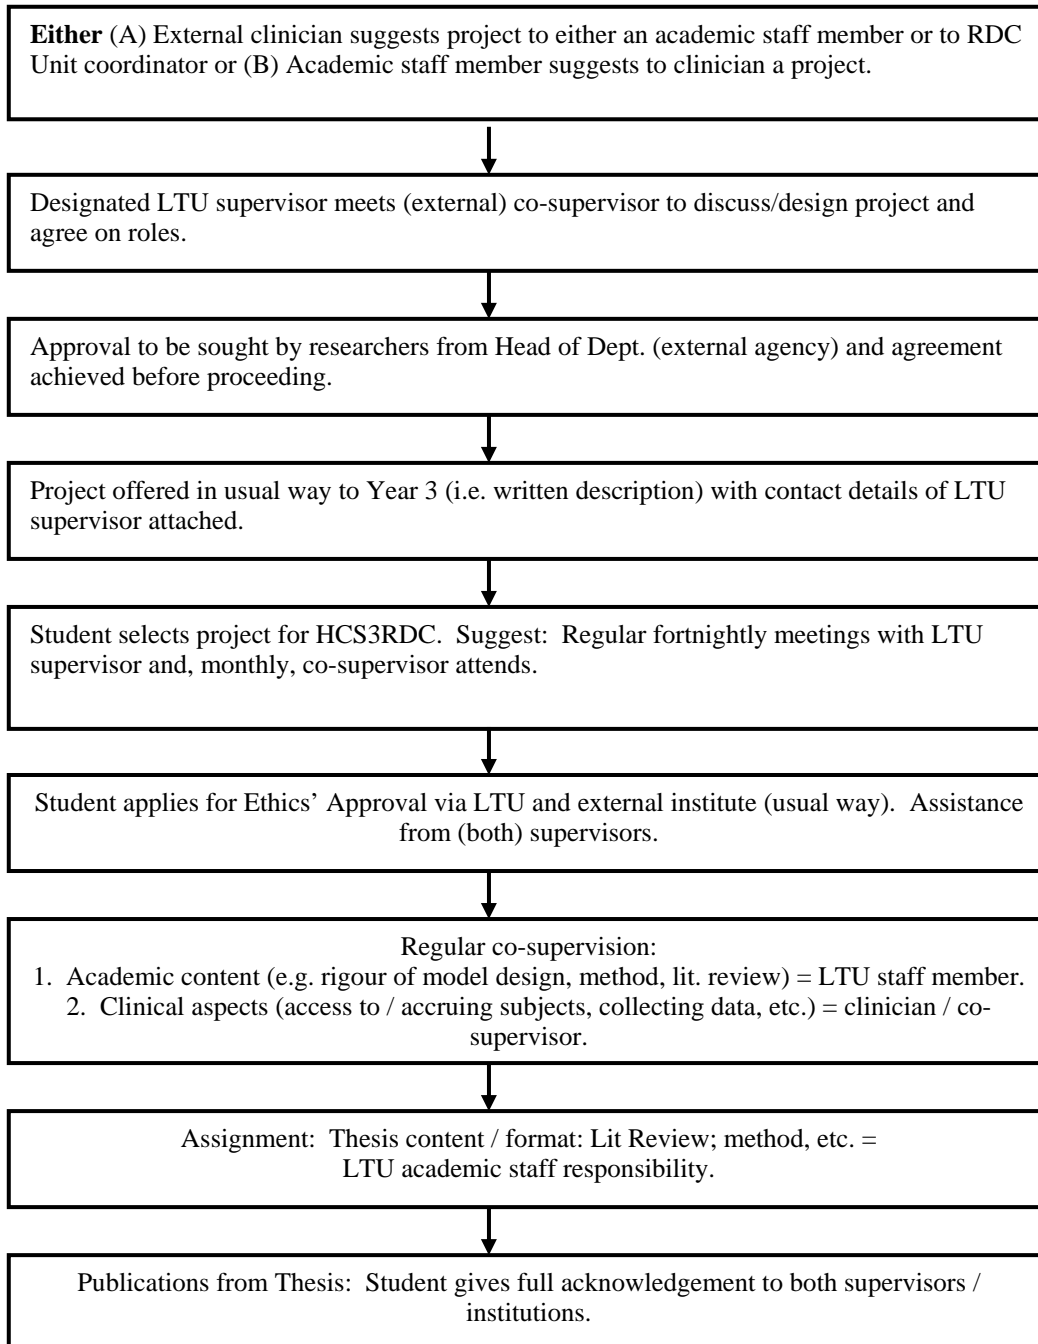 Either (A) External clinician suggests project to either an academic staff member or to RDC
Unit coordinator or (B) Academic staff member suggests to clinician a project.
Designated LTU supervisor meets (external) co-supervisor to discuss/design project and
agree on roles.
Approval to be sought by researchers from Head of Dept. (external agency) and agreement
achieved before proceeding.
Project offered in usual way to Year 3 (i.e. written description) with contact details of LTU
supervisor attached.
Student selects project for HCS3RDC.  Suggest:  Regular fortnightly meetings with LTU
supervisor and, monthly, co-supervisor attends.
Student applies for Ethics' Approval via LTU and external institute (usual way).  Assistance
from (both) supervisors.
Regular co-supervision:
1.  Academic content (e.g. rigour of model design, method, lit. review) = LTU staff member.
2.  Clinical aspects (access to / accruing subjects, collecting data, etc.) = clinician / co-
supervisor.
Assignment:  Thesis content / format: Lit Review; method, etc. =
LTU academic staff responsibility.
Publications from Thesis:  Student gives full acknowledgement to both supervisors /
institutions.